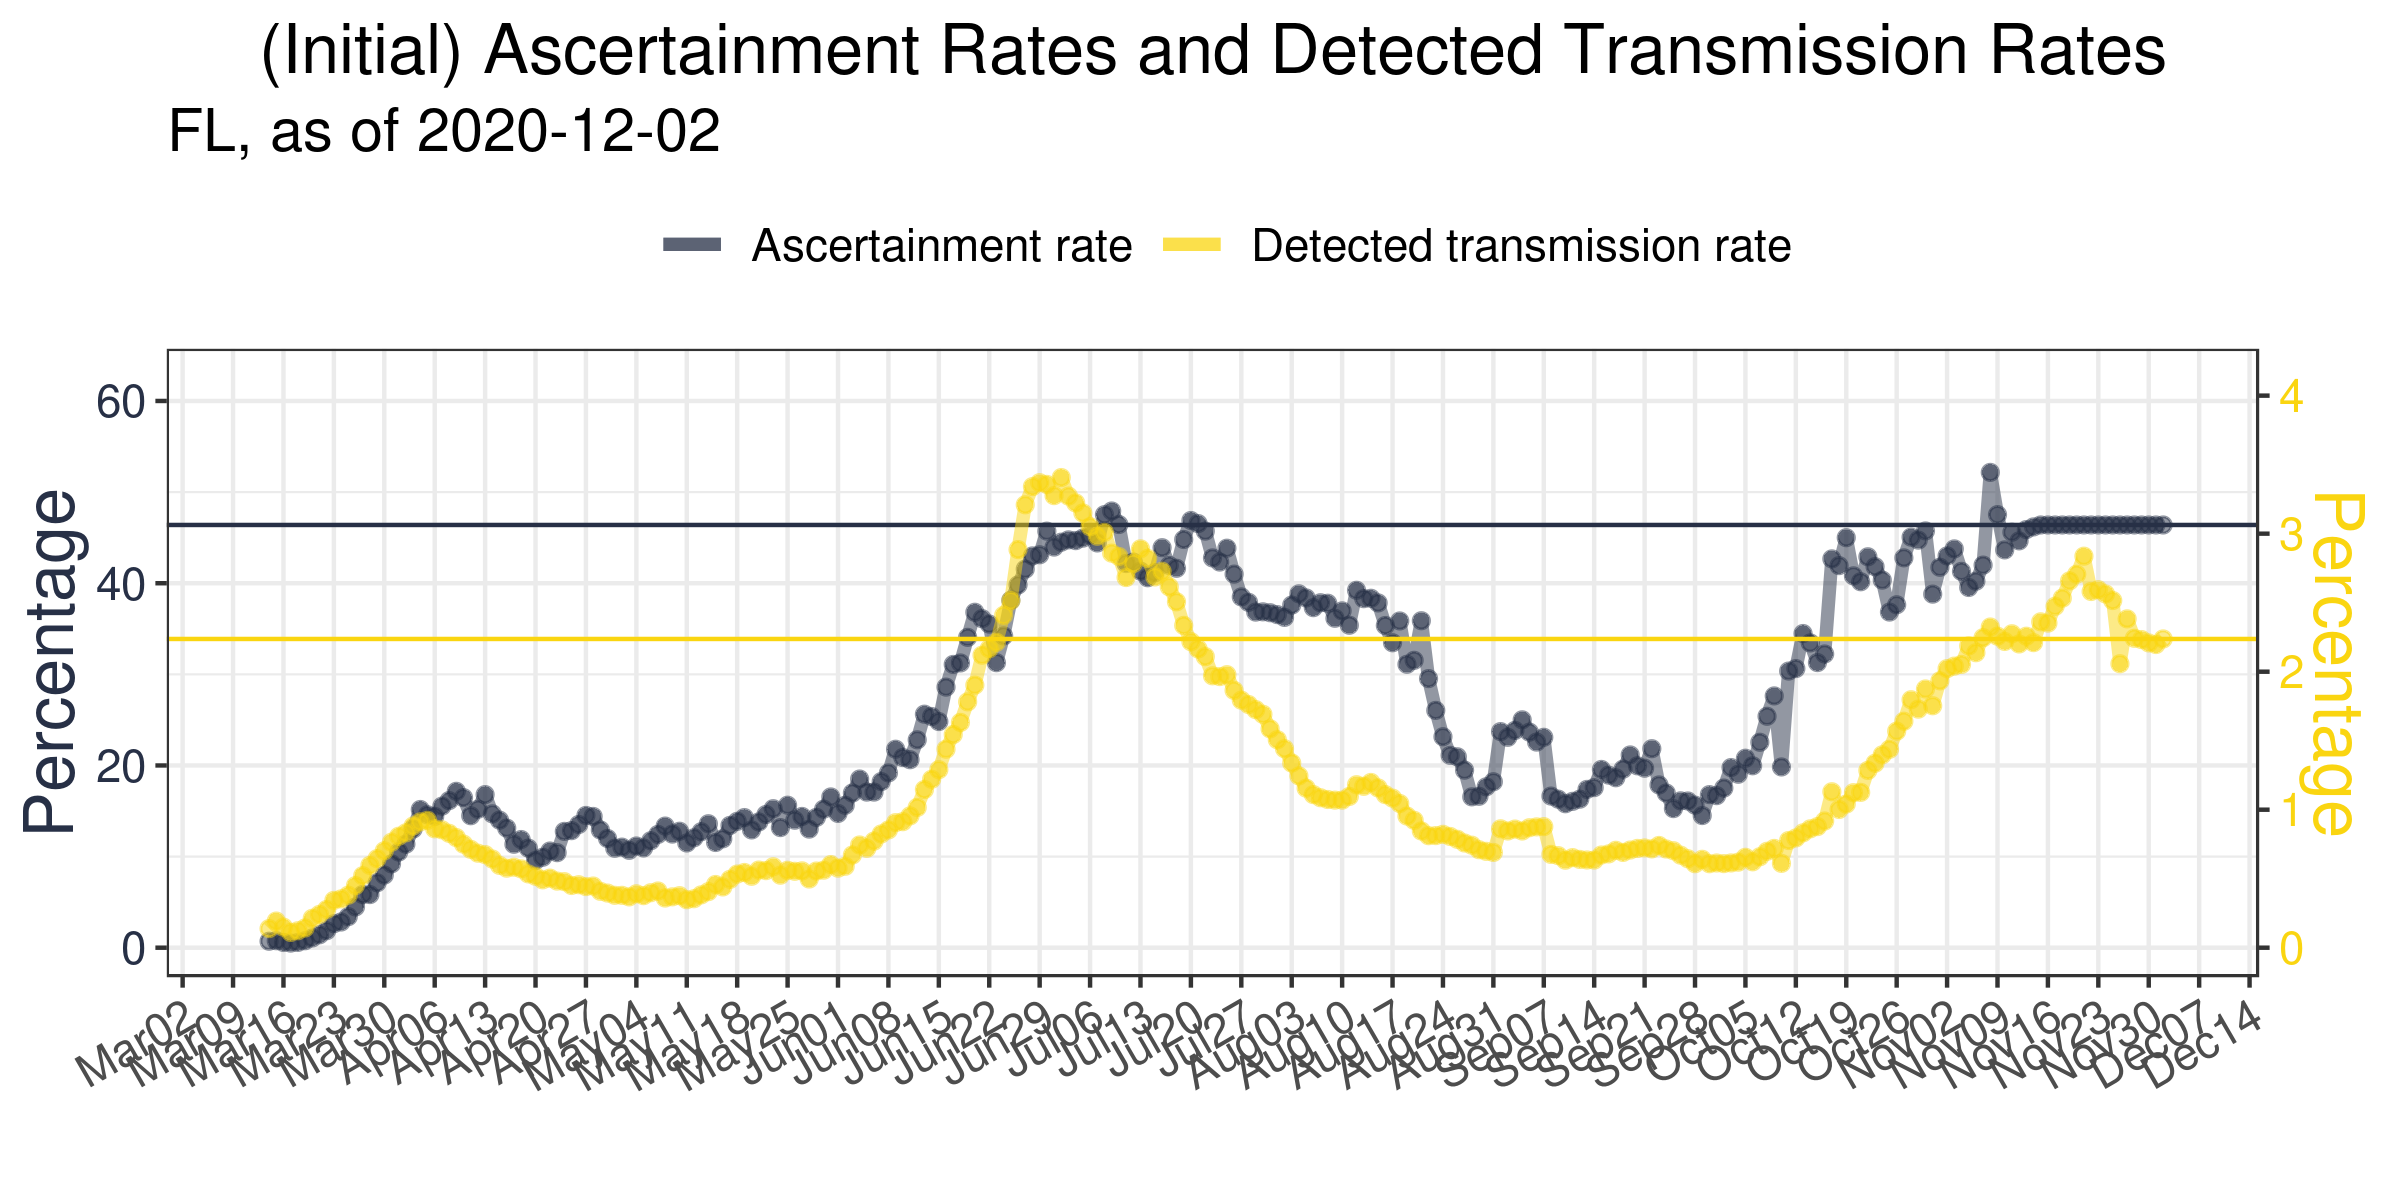 (Initial) Ascertainment Rates and Detected Transmission Rates
FL, as of 2020-12-02
Ascertainment rate
Detected transmission rate
Percentage
60
40
20
0
4
3
2
1
0
Percentage
Mar02
Mar09
Mar16
Mar23
Mar30
Apr06
Apr13
Apr20
Apr27
May04
May11
May18
May25
Jun01
Jun08
Jun15
Jun22
Jun29
Jul06
Jul13
Jul20
Jul27
Aug03
Aug10
Aug17
Aug24
Aug31
Sep07
Sep14
Sep21
Sep28
Oct05
Oct12
Oct19
Oct26
Nov02
Nov09
Nov16
Nov23
Nov30
Dec07
Dec14